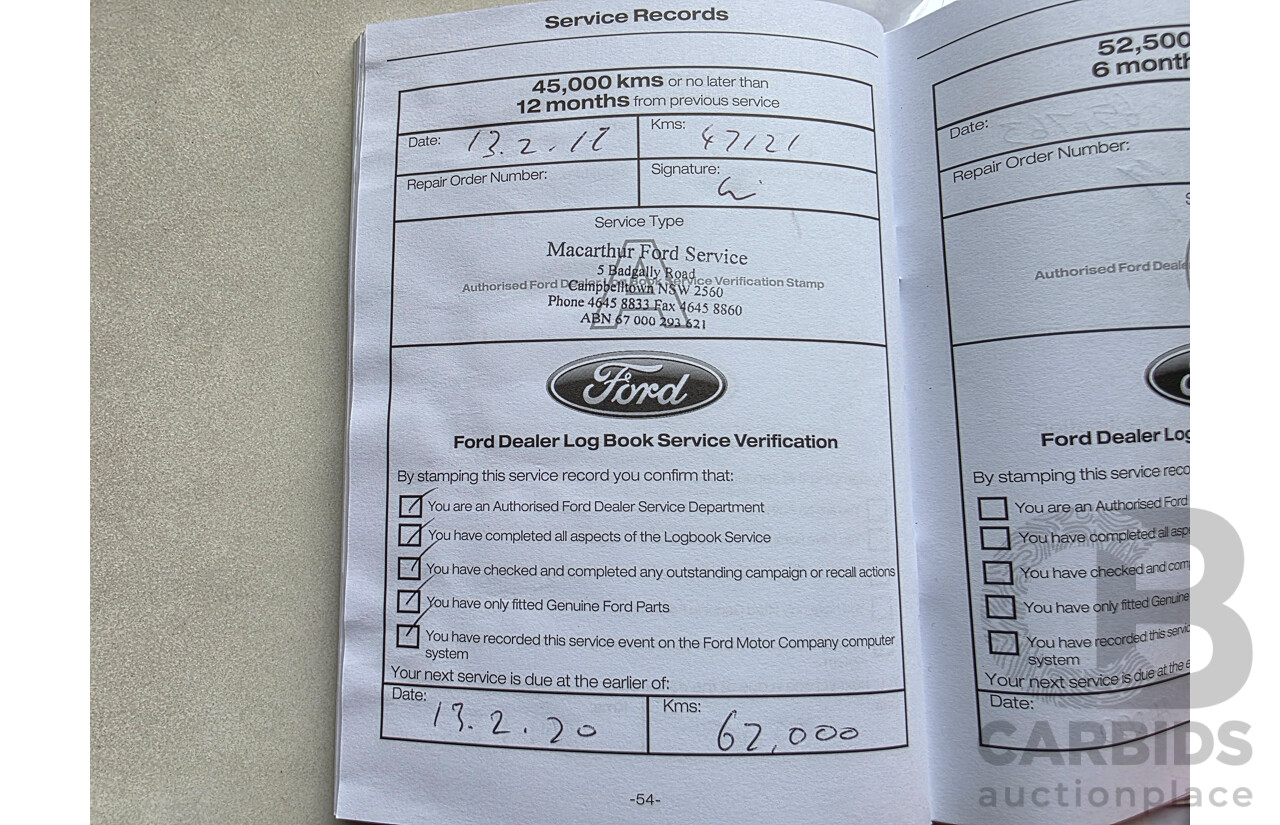 Service Records
45,000 kms or no later than
12 months from previous service
Date: 13.2.18
Kms: 47121
Repair Order Number:
Signature:
Service Type
A
Macarthur Ford Service
5 Badgally Road
Authorised Ford Dealer Log Book Service Verification Stamp
Campbelltown NSW 2560
Phone 4645 8833 Fax 4645 8860
ABN 67 000 293 621
Ford
Ford Dealer Log Book Service Verification
By stamping this service record you confirm that:
You are an Authorised Ford Dealer Service Department
You have completed all aspects of the Logbook Service
You have checked and completed any outstanding campaign or recall actions
You have only fitted Genuine Ford Parts
You have recorded this service event on the Ford Motor Company computer
system
Your next service is due at the earlier of:
Date: 13.2.20
Kms: 62,000
-54-
52,500
6 month
Date:
Repair Order Number:
S
Authorised Ford Deale
Ford Dealer Log
By stamping this service reco
You are an Authorised Ford
You have completed all aspe
You have checked and com
You have only fitted Genuine
You have recorded this servic
system
Your next service is due at the e
Date:
CARBIDS
auctionplace